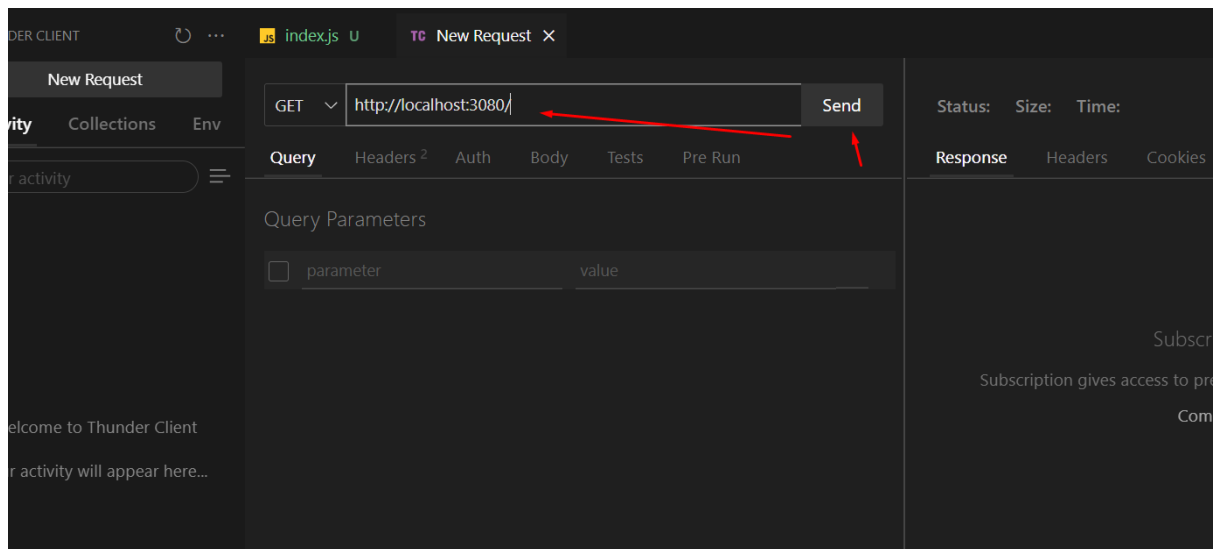 DER CLIENT
JS index.js U
TC New Request
New Request
GET
http://localhost:3080/
Send
Status: Size: Time:
vity Collections Env
Query Headers 2 Auth Body Tests Pre Run
Response Headers Cookies
r activity
Query Parameters
parameter value
Subscr
Subscription gives access to pre
Com
elcome to Thunder Client
r activity will appear here...